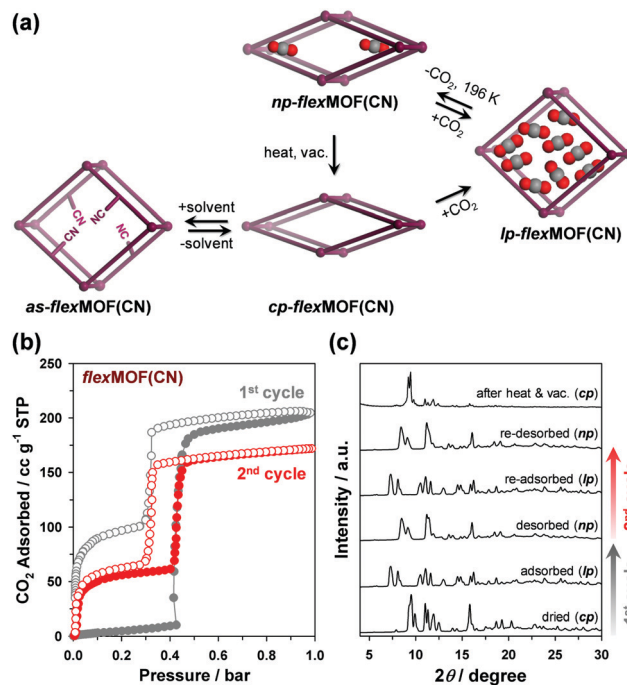 (a)
np-flexMOF(CN)
-CO₂, 196 K
+CO₂
heat, vac.
CN
CN
NC
NC
+solvent
-solvent
+CO₂
lp-flexMOF(CN)
as-flexMOF(CN)
cp-flexMOF(CN)
(b)
flexMOF(CN)
1st cycle
2nd cycle
CO₂ Adsorbed / cc g⁻¹ STP
250
200
150
100
50
0
0.0
0.2
0.4
0.6
0.8
1.0
Pressure / bar
(c)
after heat & vac. (cp)
re-desorbed (np)
re-adsorbed (lp)
desorbed (np)
adsorbed (lp)
dried (cp)
Intensity / a.u.
5
10
15
20
25
30
2θ / degree